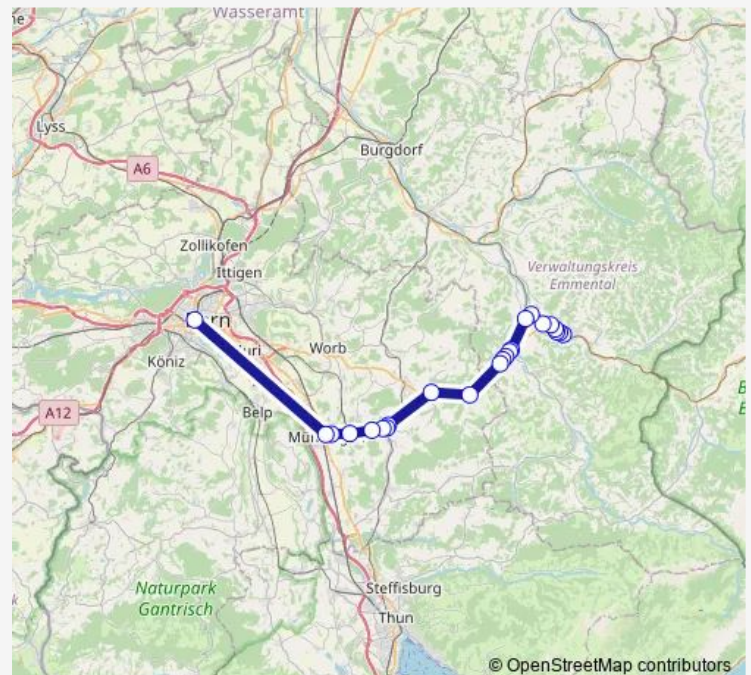 Wasseramt
Lyss
Burgdorf
A6
Zollikofen
Ittigen
Verwaltungskreis
Emmental
Worb
Köniz
A12
Belp
Steffisburg
Naturpark
Gantrisch
Thun
© OpenStreetMap contributors